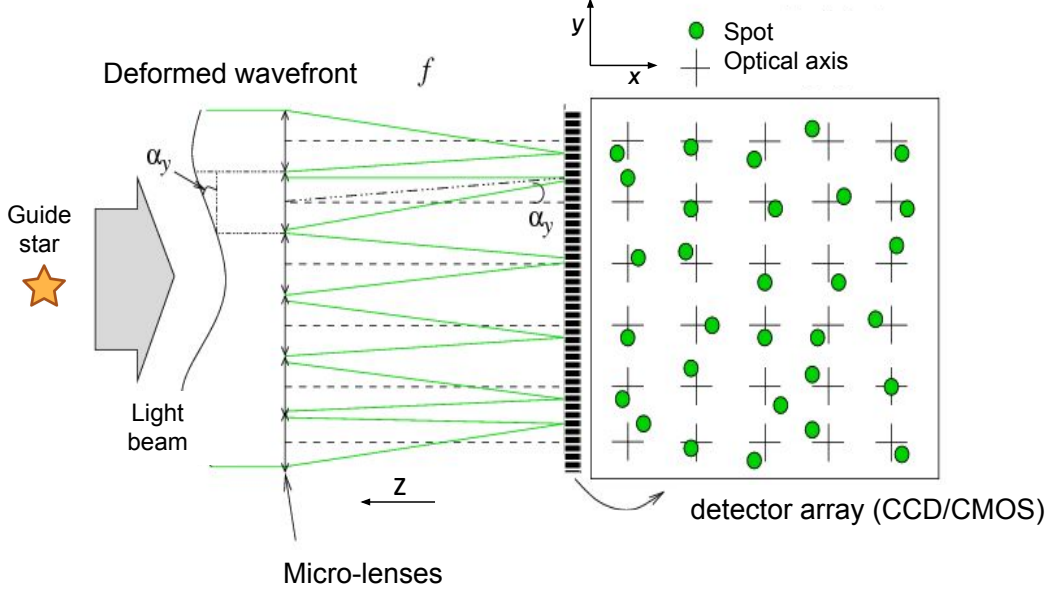 y
x
Spot
Optical axis
Deformed wavefront
f
αy
αy
Guide
star
Light
beam
z
detector array (CCD/CMOS)
Micro-lenses